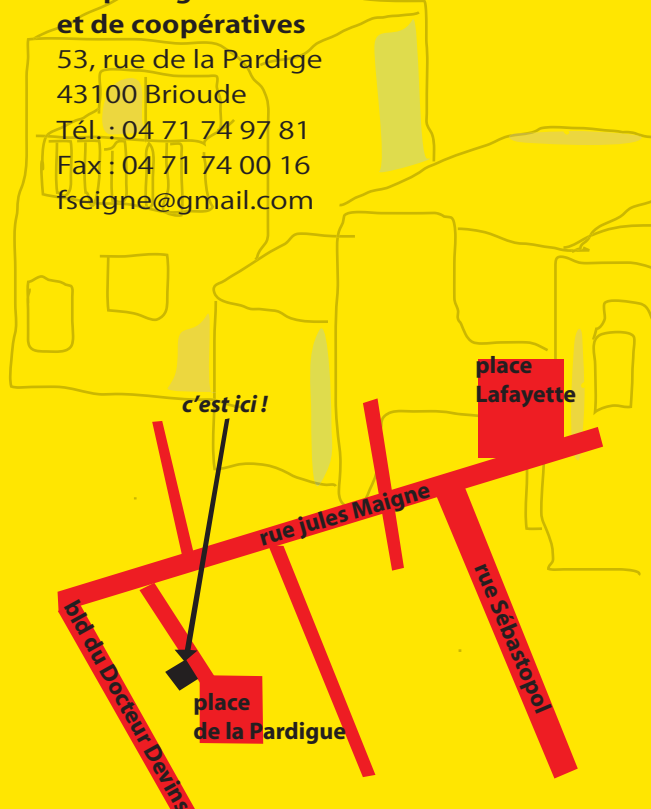 et de coopératives
53, rue de la Pardige
43100 Brioude
Tél. : 04 71 74 97 81
Fax : 04 71 74 00 16
fseigne@gmail.com
place
Lafayette
c’est ici !
rue jules Maigne
rue Sébastopol
bld du Docteur Devins
place
de la Pardigue